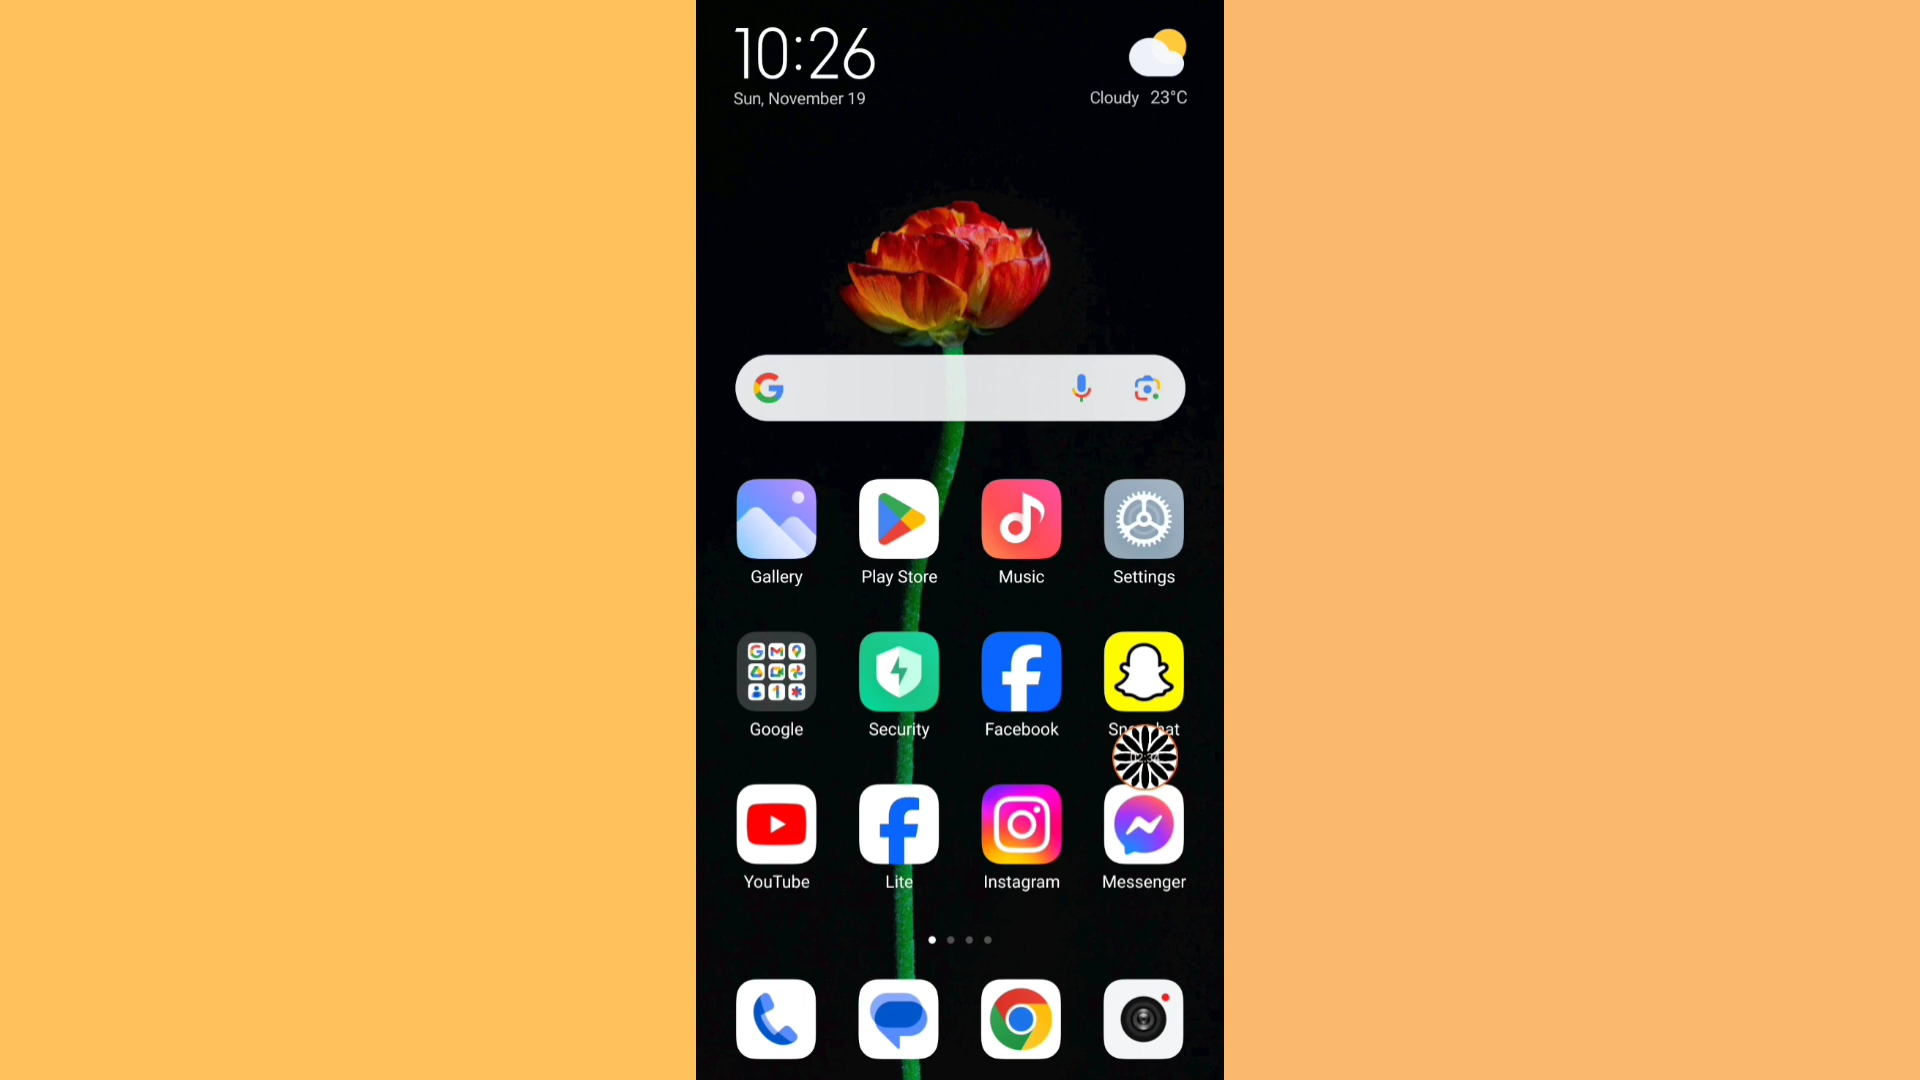 10:26
Sun, November 19
Cloudy 23°C
Gallery
Play Store
Music
Settings
Google
Security
Facebook
YouTube
Lite
Instagram
Messenger